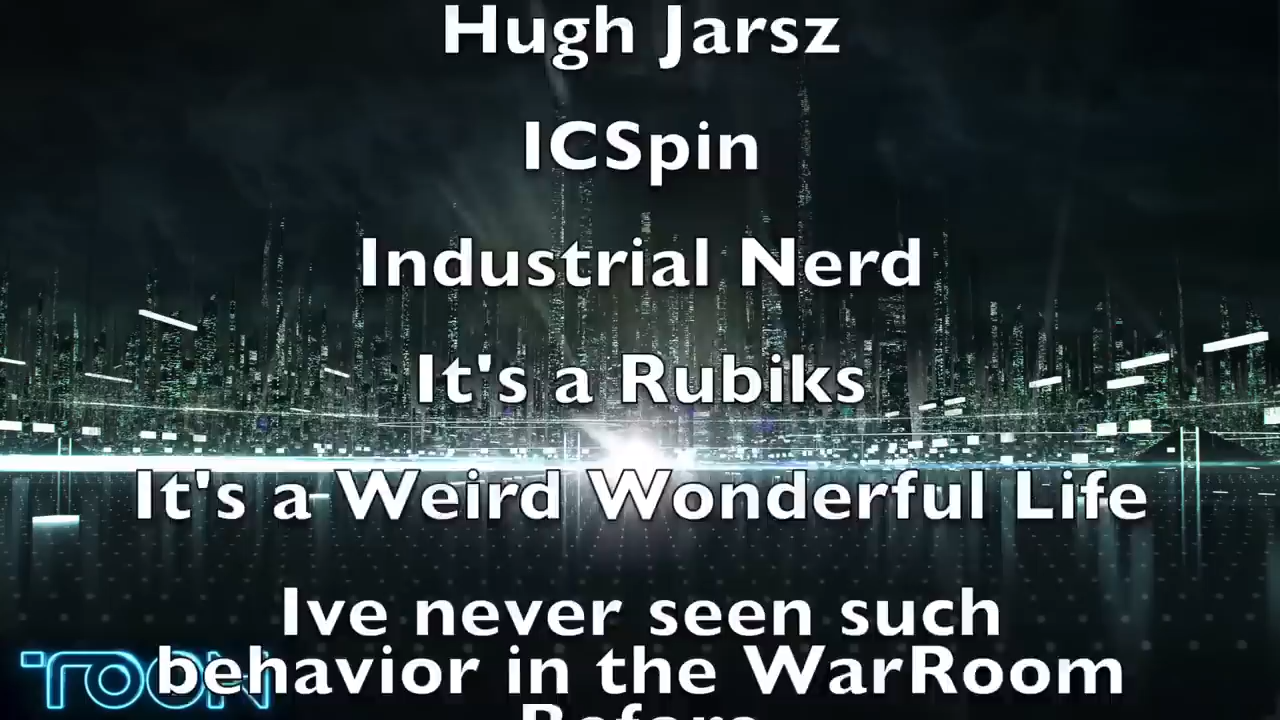 Hugh Jarsz
ICSpin
Industrial Nerd
It's a Rubiks
It's a Weird Wonderful Life
Ive never seen such
behavior in the WarRoom
Before
TOON